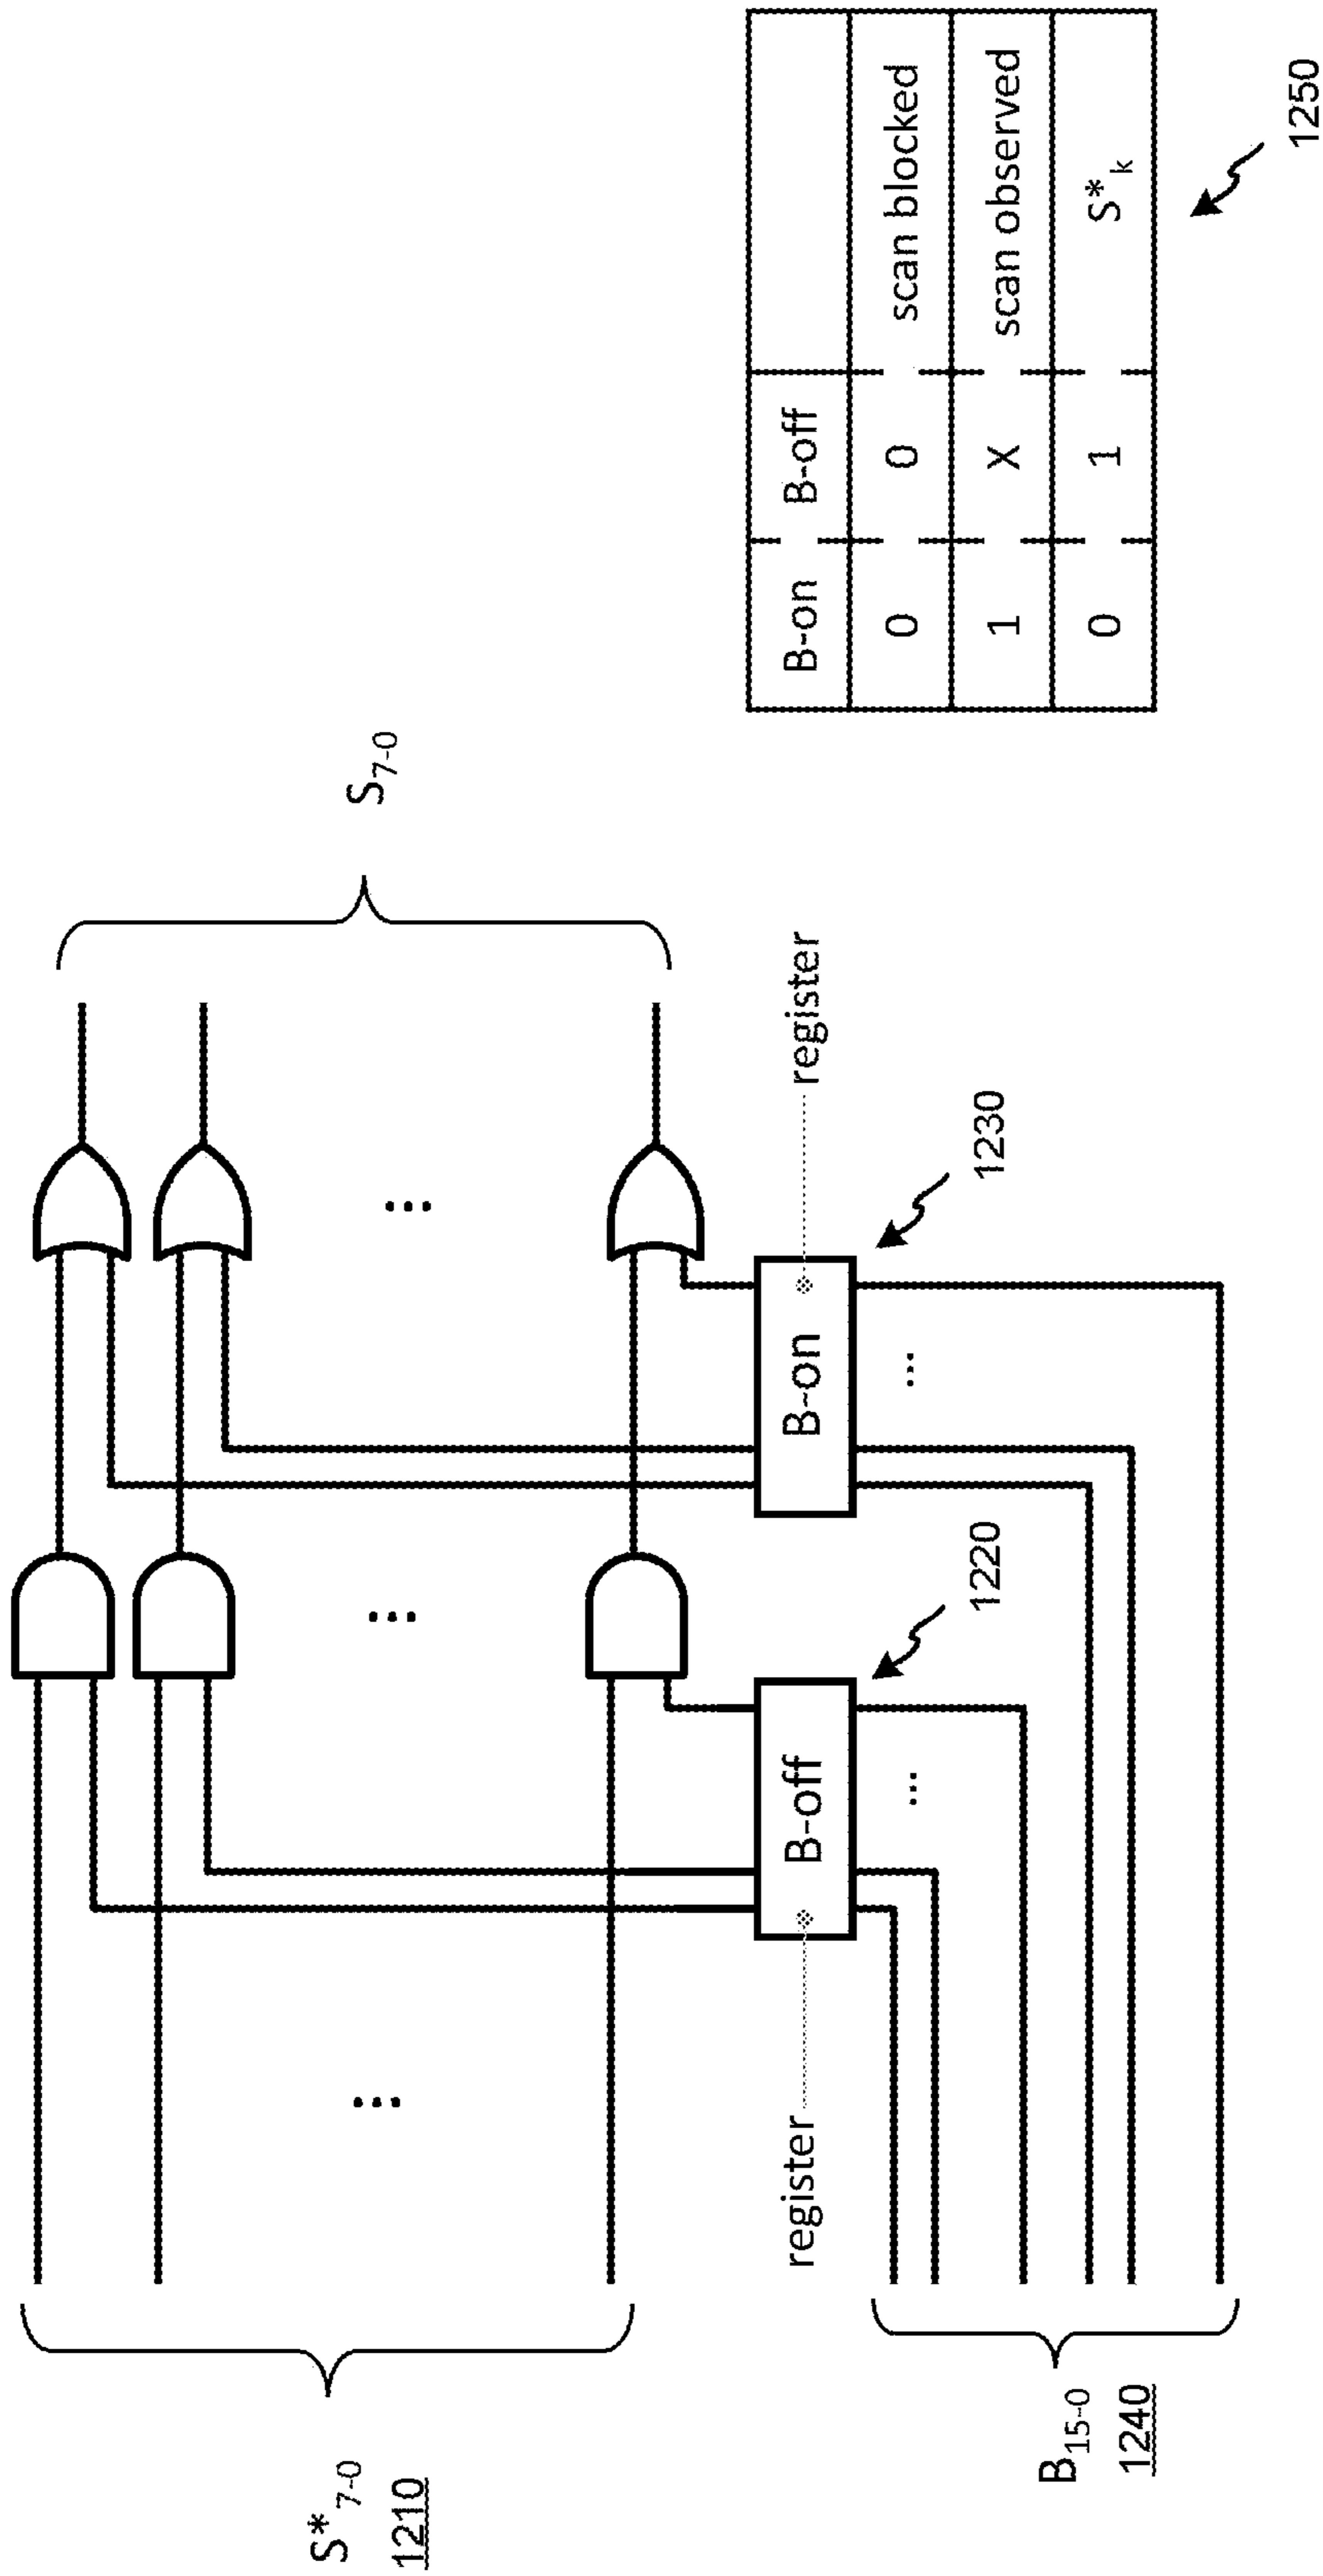 S*7-0
1210
S7-0
register
B-off
1220
B-on
1230
register
B15-0
1240
B-on B-off
0 0 scan blocked
1 X scan observed
0 1 S*k
1250
...
...
...
...
...